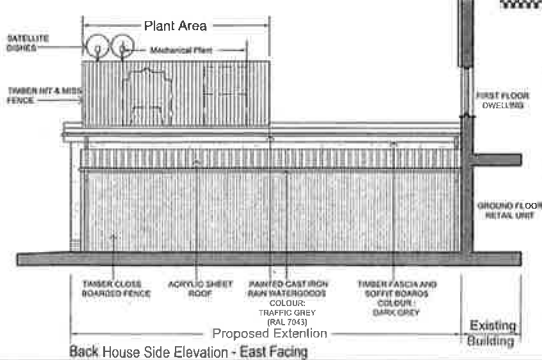 Plant Area
SATELLITE
DISHES
Mechanical Plant
TIMBER HIT & MISS
FENCE
FIRST FLOOR
DWELLING
GROUND FLOOR
RETAIL UNIT
TIMBER CLOSE
BOARDED FENCE
ACRYLIC SHEET
ROOF
PAINTED CAST IRON
RAIN WATERGOODS
COLOUR:
TRAFFIC GREY
(RAL 7043)
TIMBER FASCIA AND
SOFFIT BOARDS
COLOUR :
DARK GREY
Proposed Extention
Existing
Building
Back House Side Elevation - East Facing